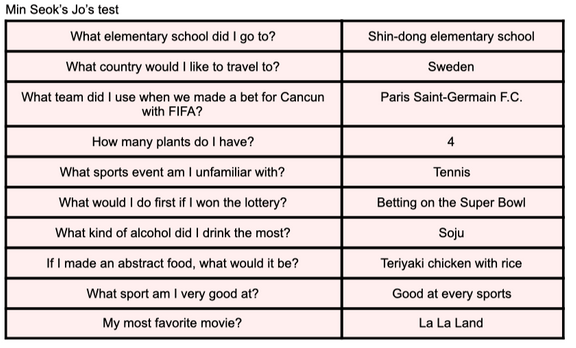 Min Seok's Jo's test
What elementary school did I go to? Shin-dong elementary school
What country would I like to travel to? Sweden
What team did I use when we made a bet for Cancun Paris Saint-Germain F.C.
with FIFA?
How many plants do I have? 4
What sports event am I unfamiliar with? Tennis
What would I do first if I won the lottery? Betting on the Super Bowl
What kind of alcohol did I drink the most? Soju
If I made an abstract food, what would it be? Teriyaki chicken with rice
What sport am I very good at? Good at every sports
My most favorite movie? La La Land